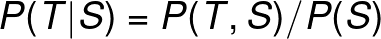 P(T|S) = P(T, S)/P(S)